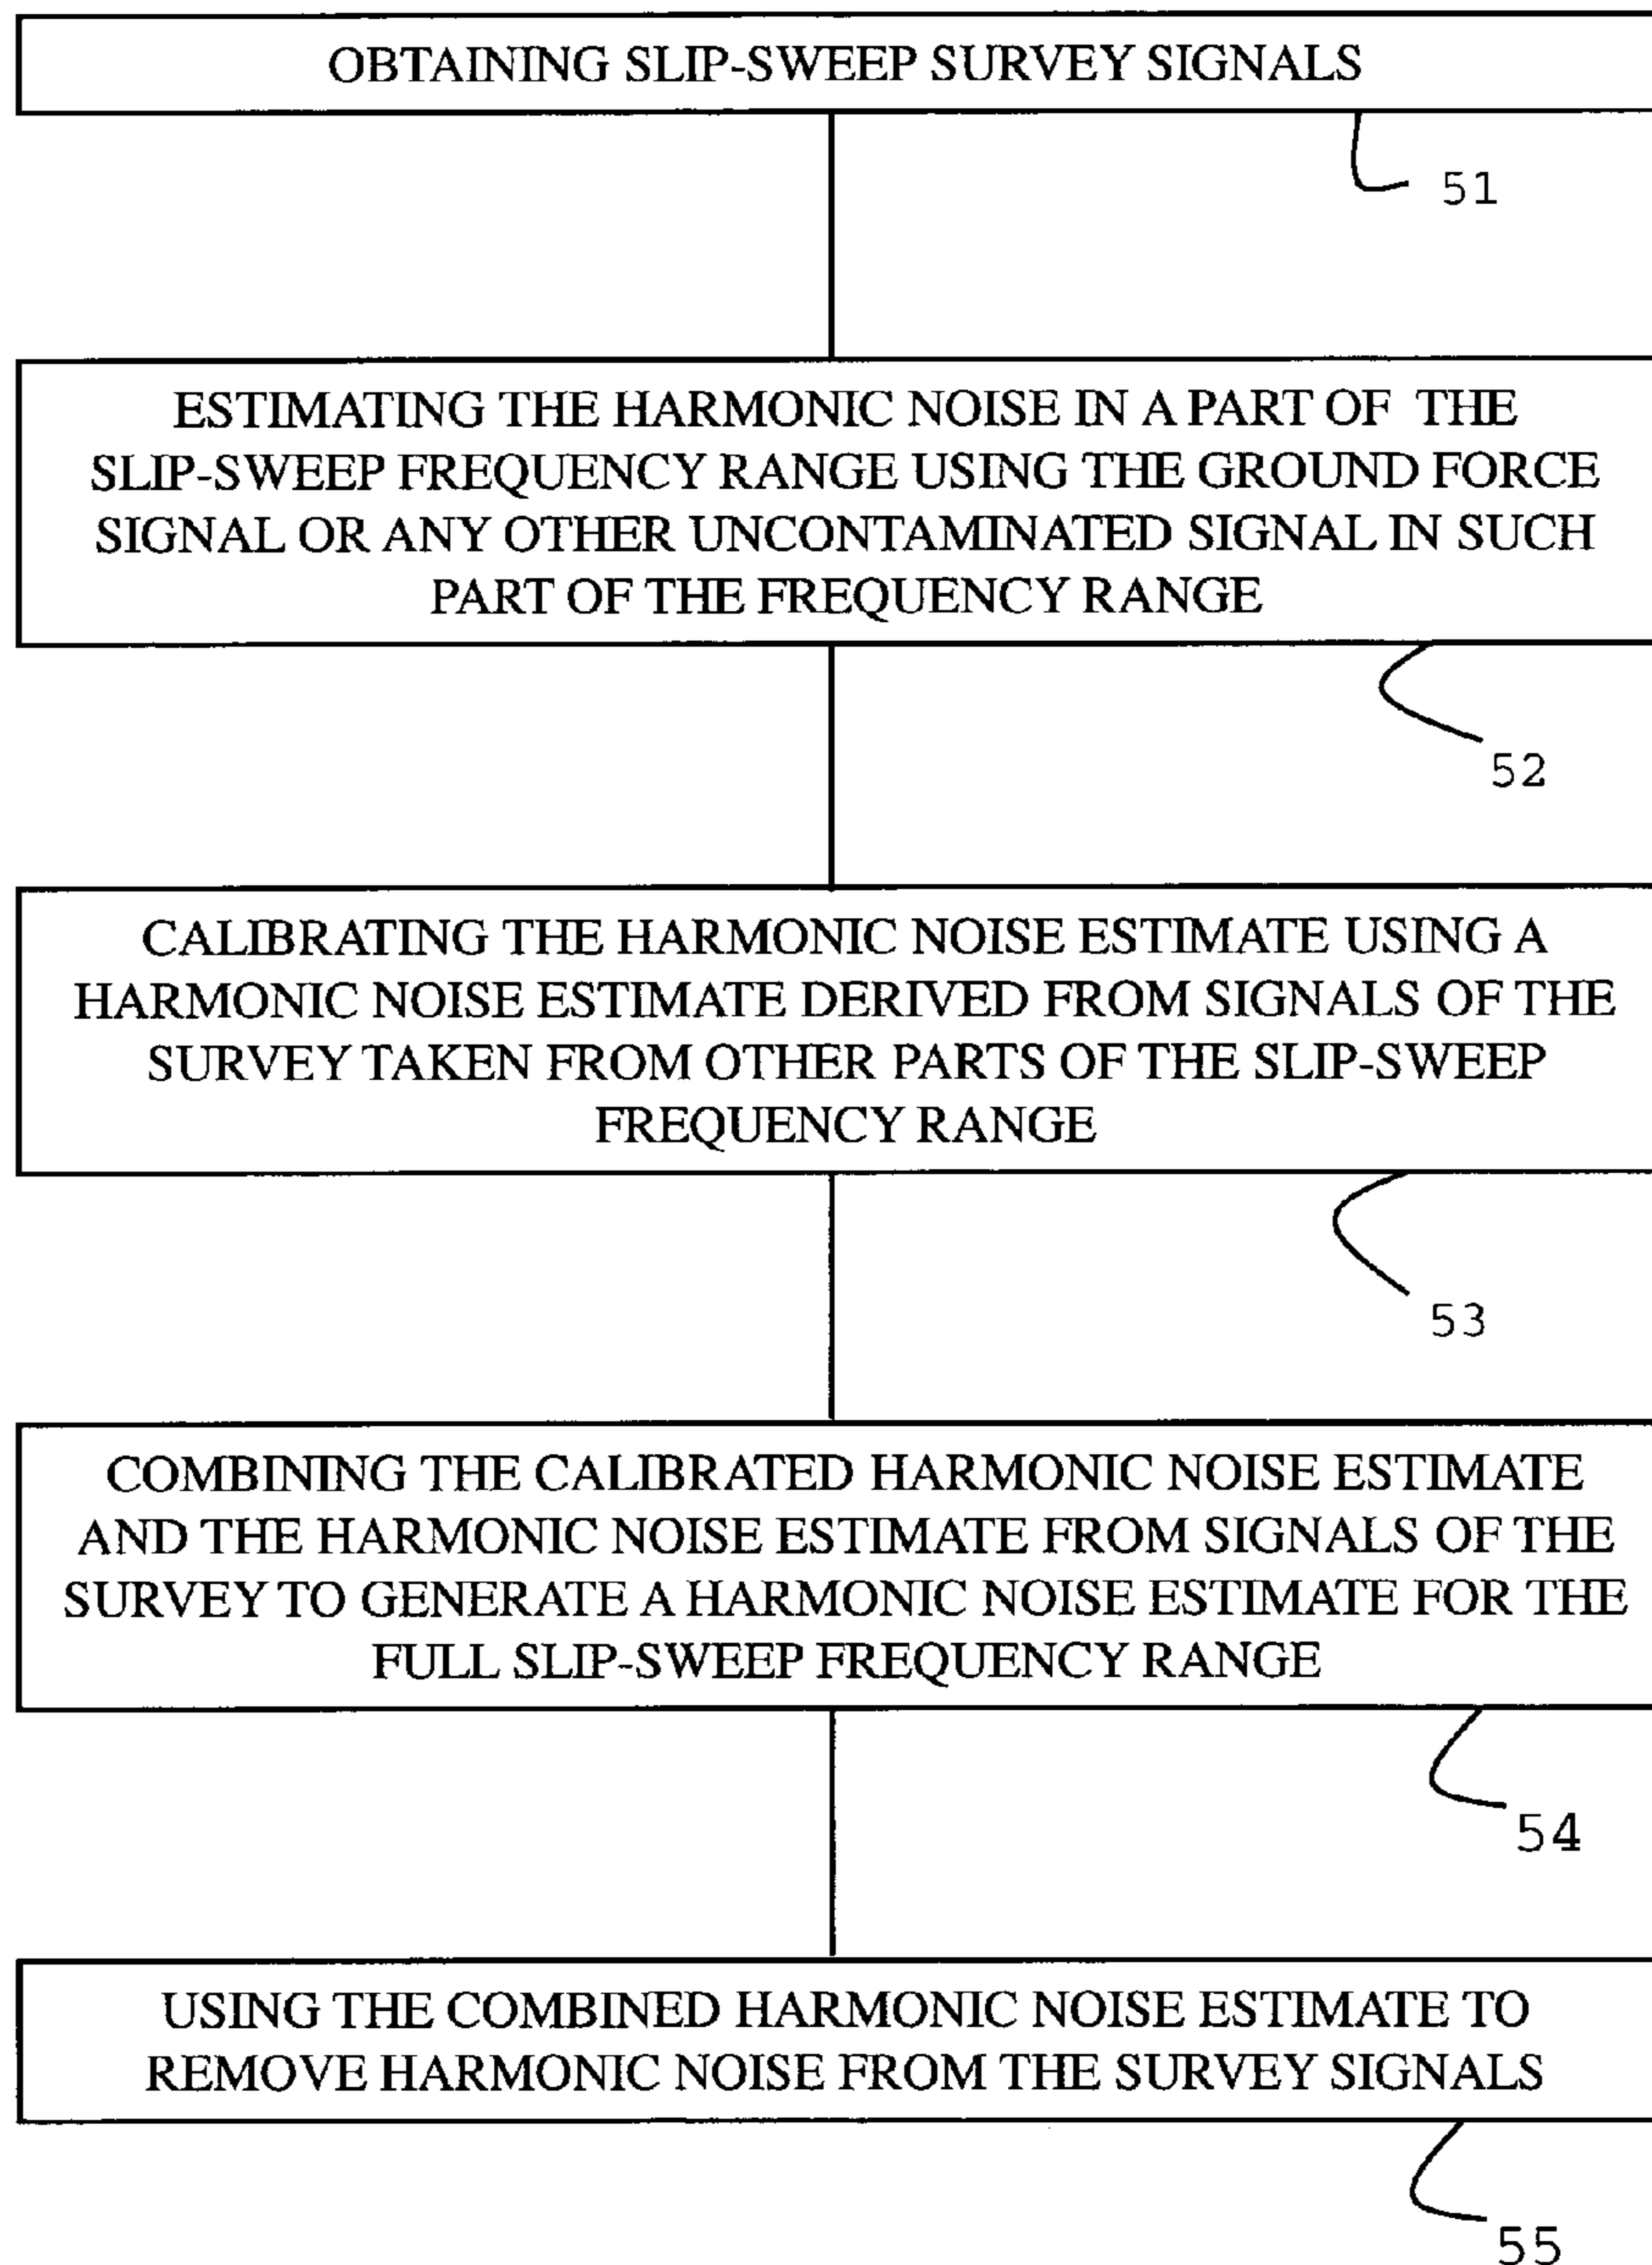 OBTAINING SLIP-SWEEP SURVEY SIGNALS
51
ESTIMATING THE HARMONIC NOISE IN A PART OF THE
SLIP-SWEEP FREQUENCY RANGE USING THE GROUND FORCE
SIGNAL OR ANY OTHER UNCONTAMINATED SIGNAL IN SUCH
PART OF THE FREQUENCY RANGE
52
CALIBRATING THE HARMONIC NOISE ESTIMATE USING A
HARMONIC NOISE ESTIMATE DERIVED FROM SIGNALS OF THE
SURVEY TAKEN FROM OTHER PARTS OF THE SLIP-SWEEP
FREQUENCY RANGE
53
COMBINING THE CALIBRATED HARMONIC NOISE ESTIMATE
AND THE HARMONIC NOISE ESTIMATE FROM SIGNALS OF THE
SURVEY TO GENERATE A HARMONIC NOISE ESTIMATE FOR THE
FULL SLIP-SWEEP FREQUENCY RANGE
54
USING THE COMBINED HARMONIC NOISE ESTIMATE TO
REMOVE HARMONIC NOISE FROM THE SURVEY SIGNALS
55